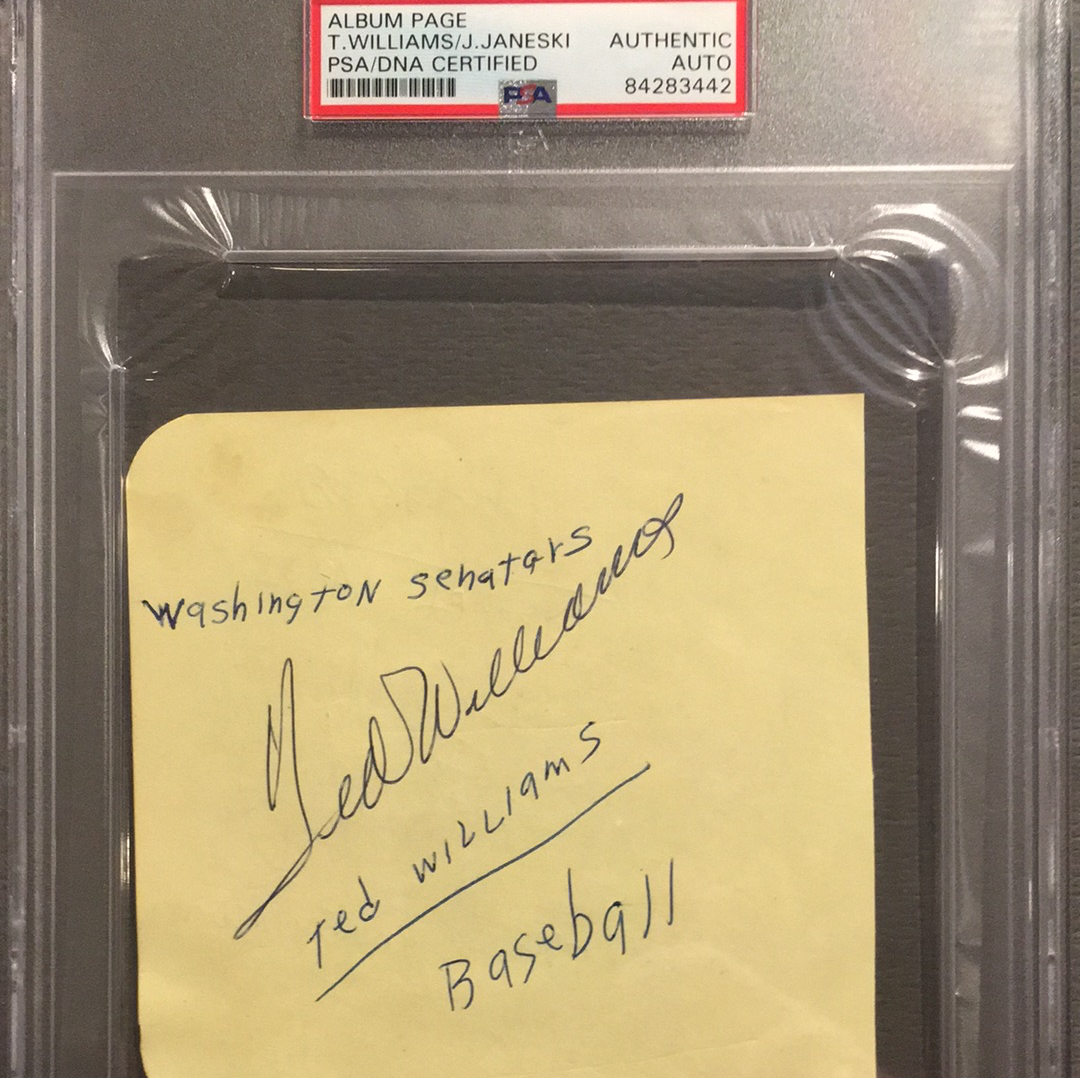 ALBUM PAGE
T.WILLIAMS/J.JANESKI AUTHENTIC
PSA/DNA CERTIFIED AUTO
PSA 84283442
Washington Senators
Ted Williams
Ted Williams
Baseball